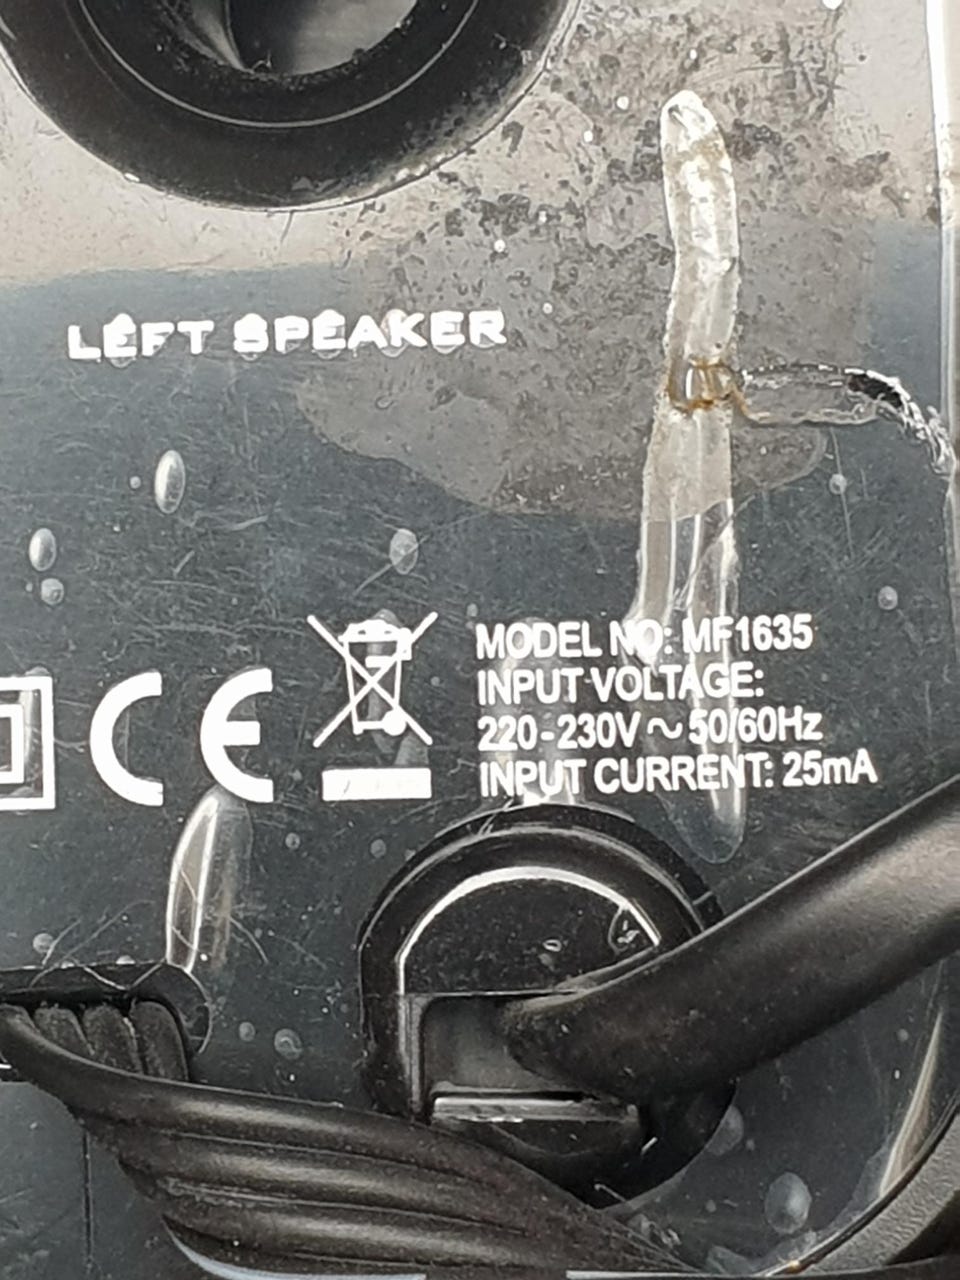 LEFT SPEAKER
CE
MODEL NO: MF1635
INPUT VOLTAGE:
220-230V~50/60Hz
INPUT CURRENT: 25mA